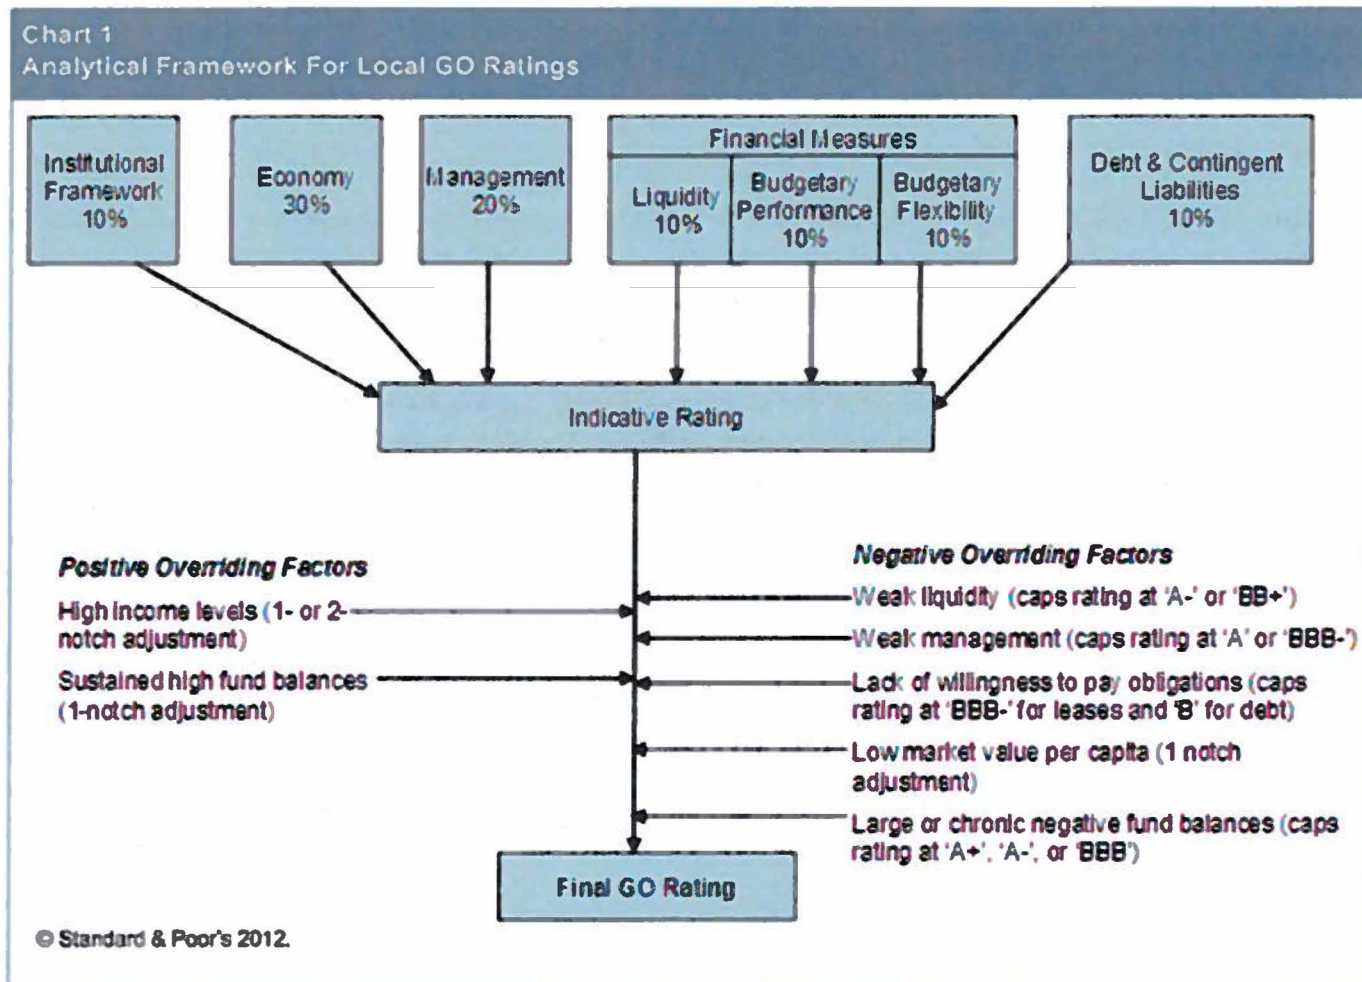 Chart 1
Analytical Framework For Local GO Ratings
Institutional
Framework
10%
Economy
30%
Management
20%
Financial Measures
Liquidity
10%
Budgetary
Performance
10%
Budgetary
Flexibility
10%
Debt & Contingent
Liabilities
10%
Indicative Rating
Positive Overriding Factors
High income levels (1- or 2-
notch adjustment)
Sustained high fund balances
(1-notch adjustment)
Negative Overriding Factors
Weak liquidity (caps rating at 'A-' or 'BB+')
Weak management (caps rating at 'A' or 'BBB-')
Lack of willingness to pay obligations (caps
rating at 'BBB-' for leases and 'B' for debt)
Low market value per capita (1 notch
adjustment)
Large or chronic negative fund balances (caps
rating at 'A+', 'A-', or 'BBB')
Final GO Rating
© Standard & Poor's 2012.